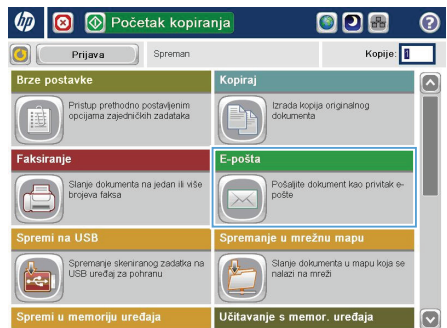 hp
Početak kopiranja
Prijava
Spreman
Kopije: 1
Brze postavke
Pristup prethodno postavljenim
opcijama zajedničkih zadataka
Kopiraj
Izrada kopija originalnog
dokumenta
Faksiranje
Slanje dokumenta na jedan ili više
brojeva faksa
E-pošta
Pošaljite dokument kao privitak e-
pošte
Spremi na USB
Spremanje skeniranog zadatka na
USB uređaj za pohranu
Spremanje u mrežnu mapu
Slanje dokumenta u mapu koja se
nalazi na mreži
Spremi u memoriju uređaja
Učitavanje s memor. uređaja